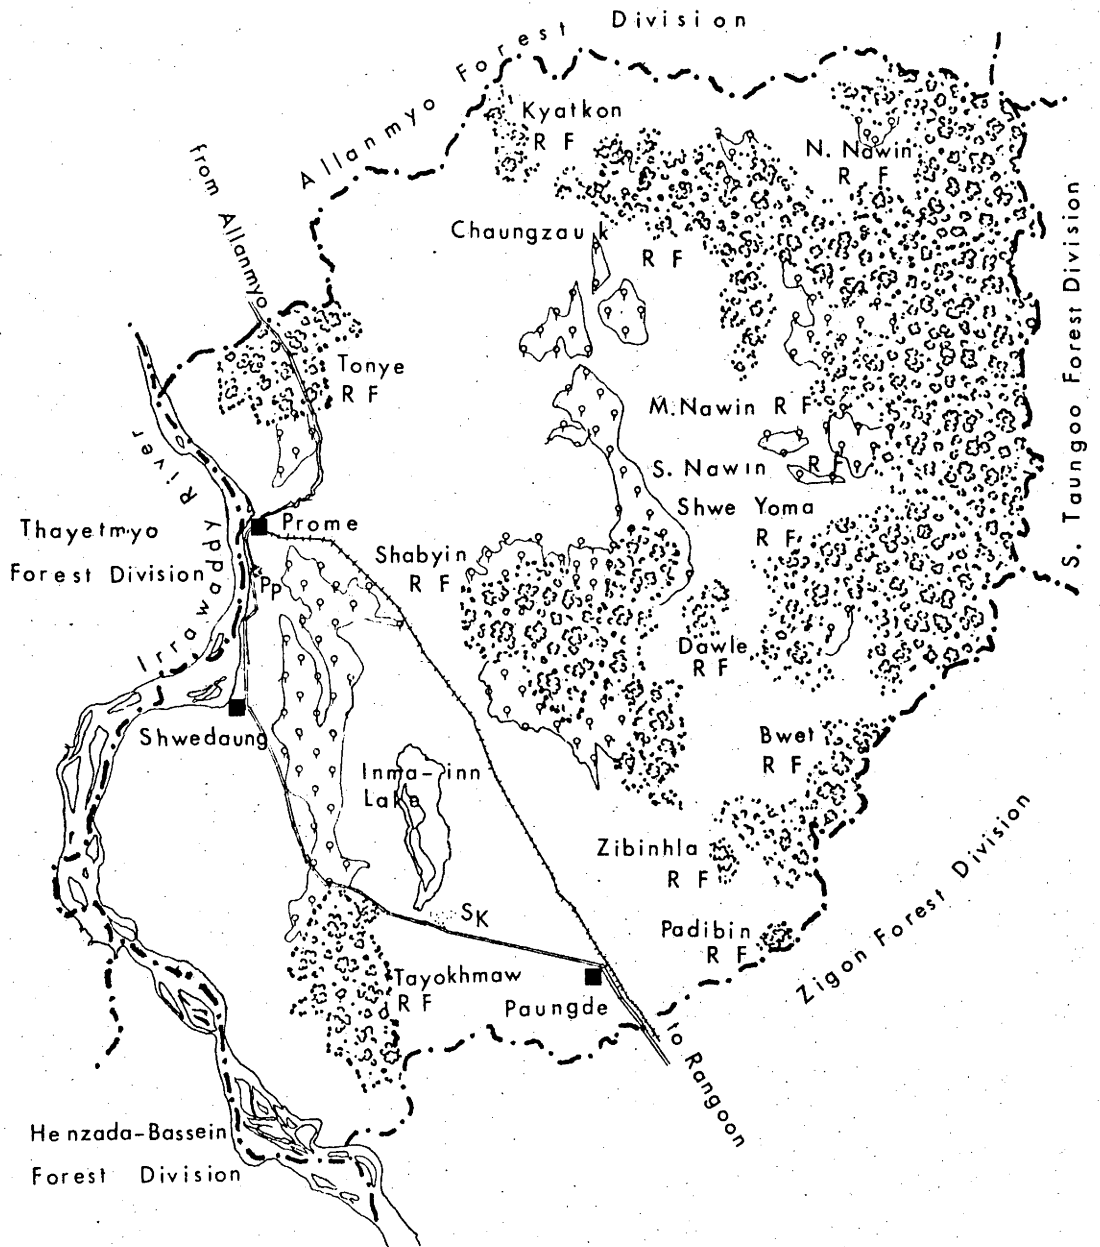 Allanmyo Forest Division
Kyatkon
R F
N. Nawin
R F
from Allanmyo
Chaungzauk
R F
S. Taungoo Forest Division
Tonye
R F
M. Nawin R F
S. Nawin R F
Shwe Yoma
R F
Irrawaddy River
Prome
Thayetmyo
Forest Division
Shabyin
R F
PP
Dawle
R F
Shwedaung
Bwet
R F
Inma-inn
Lake
Zibinhla
R F
Zigon Forest Division
SK
Padibin
R F
Tayokhmaw
R F
Paungde
to Rangoon
Henzada-Bassein
Forest Division